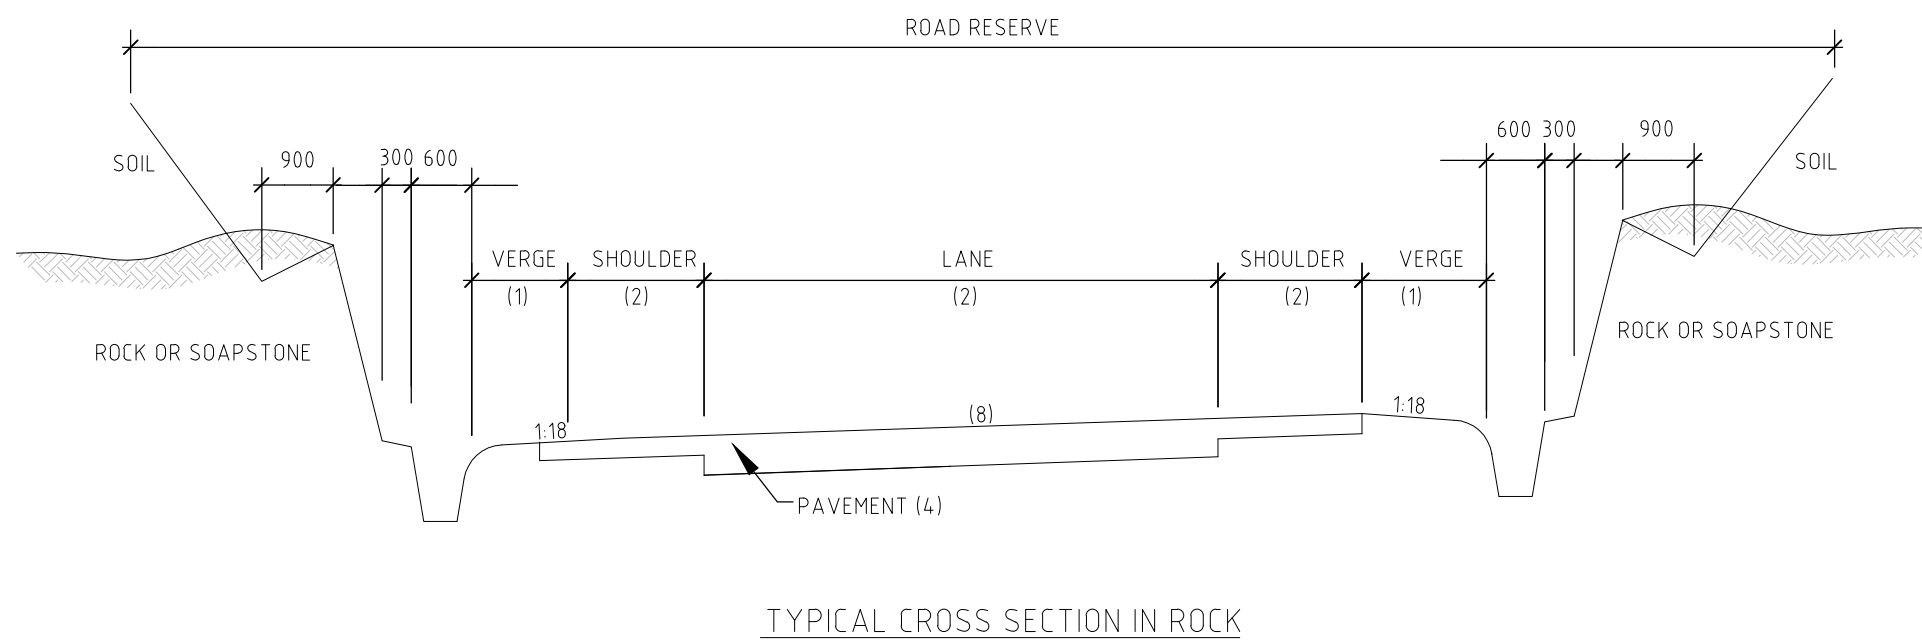 ROAD RESERVE
600 300 900
900 300 600
SOIL
SOIL
VERGE SHOULDER LANE SHOULDER VERGE
(1) (2) (2) (2) (1)
ROCK OR SOAPSTONE
ROCK OR SOAPSTONE
1:18 (8) 1:18
PAVEMENT (4)
TYPICAL CROSS SECTION IN ROCK